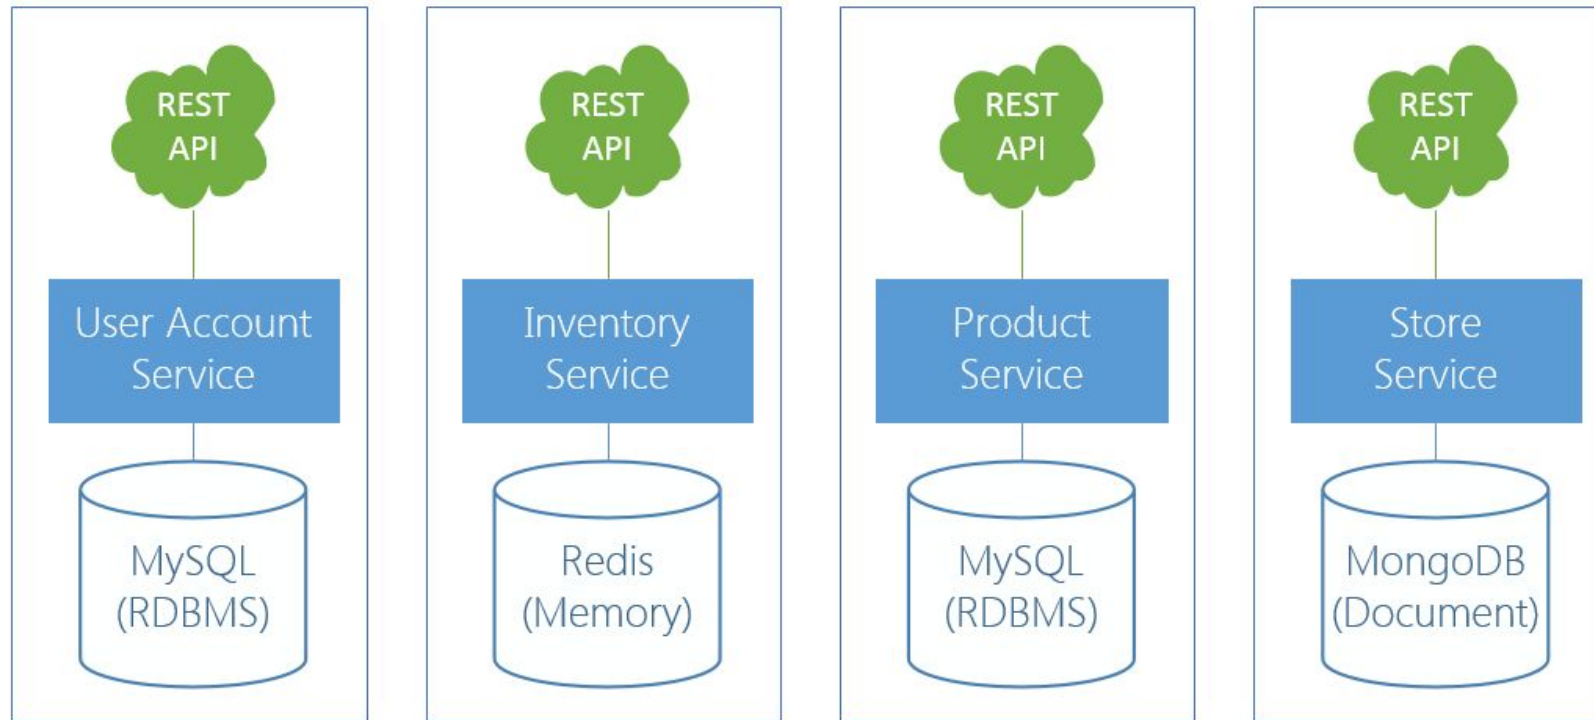 REST
API
REST
API
REST
API
REST
API
User Account
Service
Inventory
Service
Product
Service
Store
Service
MySQL
(RDBMS)
Redis
(Memory)
MySQL
(RDBMS)
MongoDB
(Document)